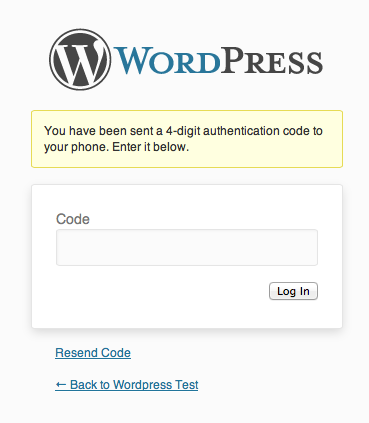 WORDPRESS
You have been sent a 4-digit authentication code to
your phone. Enter it below.
Code
Log In
Resend Code
← Back to Wordpress Test